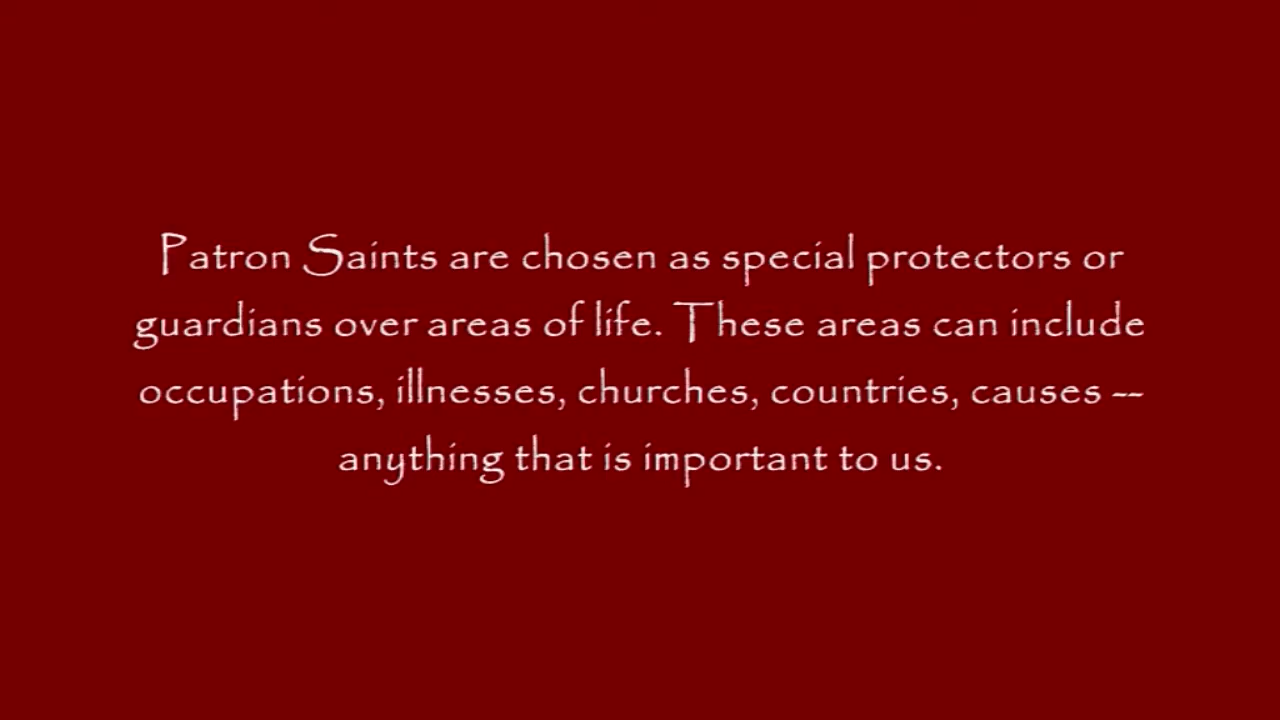 Patron Saints are chosen as special protectors or
guardians over areas of life. These areas can include
occupations, illnesses, churches, countries, causes --
anything that is important to us.